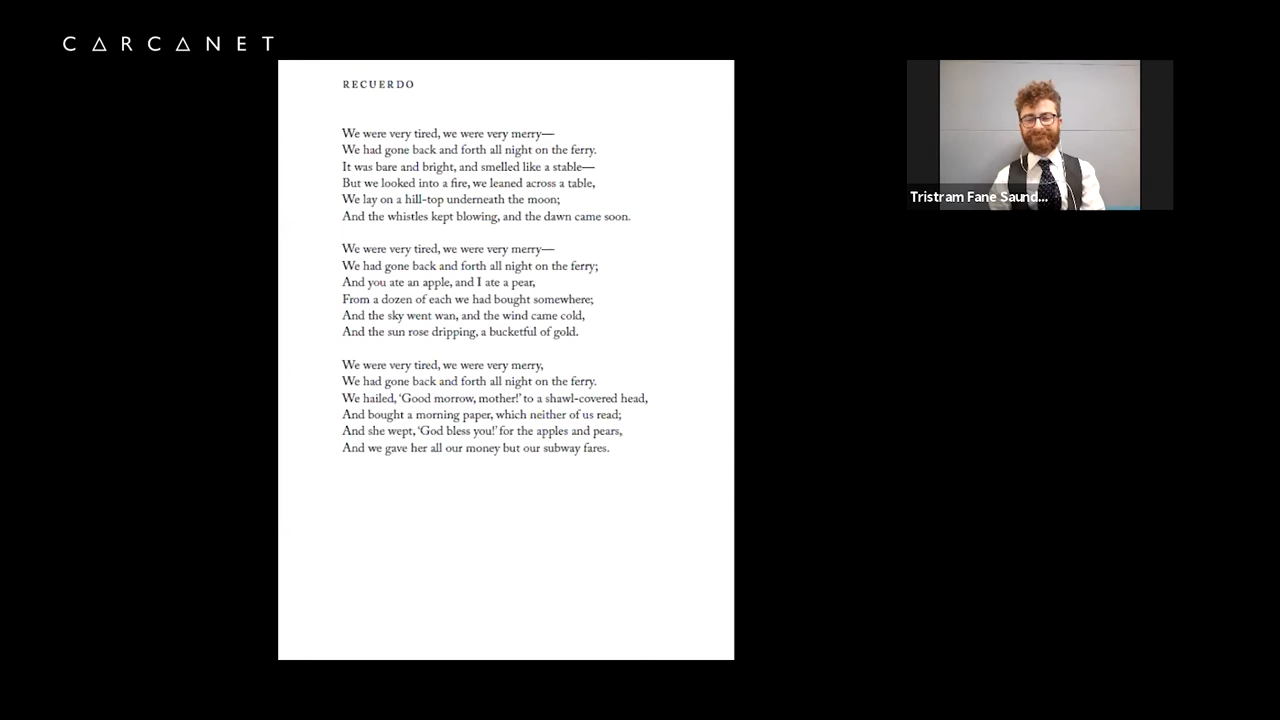 CARCANET
RECUERDO
We were very tired, we were very merry—
We had gone back and forth all night on the ferry.
It was bare and bright, and smelled like a stable—
But we looked into a fire, we leaned across a table,
We lay on a hill-top underneath the moon;
And the whistles kept blowing, and the dawn came soon.
We were very tired, we were very merry—
We had gone back and forth all night on the ferry;
And you ate an apple, and I ate a pear,
From a dozen of each we had bought somewhere;
And the sky went wan, and the wind came cold,
And the sun rose dripping, a bucketful of gold.
We were very tired, we were very merry,
We had gone back and forth all night on the ferry.
We hailed, ‘Good morrow, mother!’ to a shawl-covered head,
And bought a morning paper, which neither of us read;
And she wept, ‘God bless you!’ for the apples and pears,
And we gave her all our money but our subway fares.
Tristram Fane Saund...